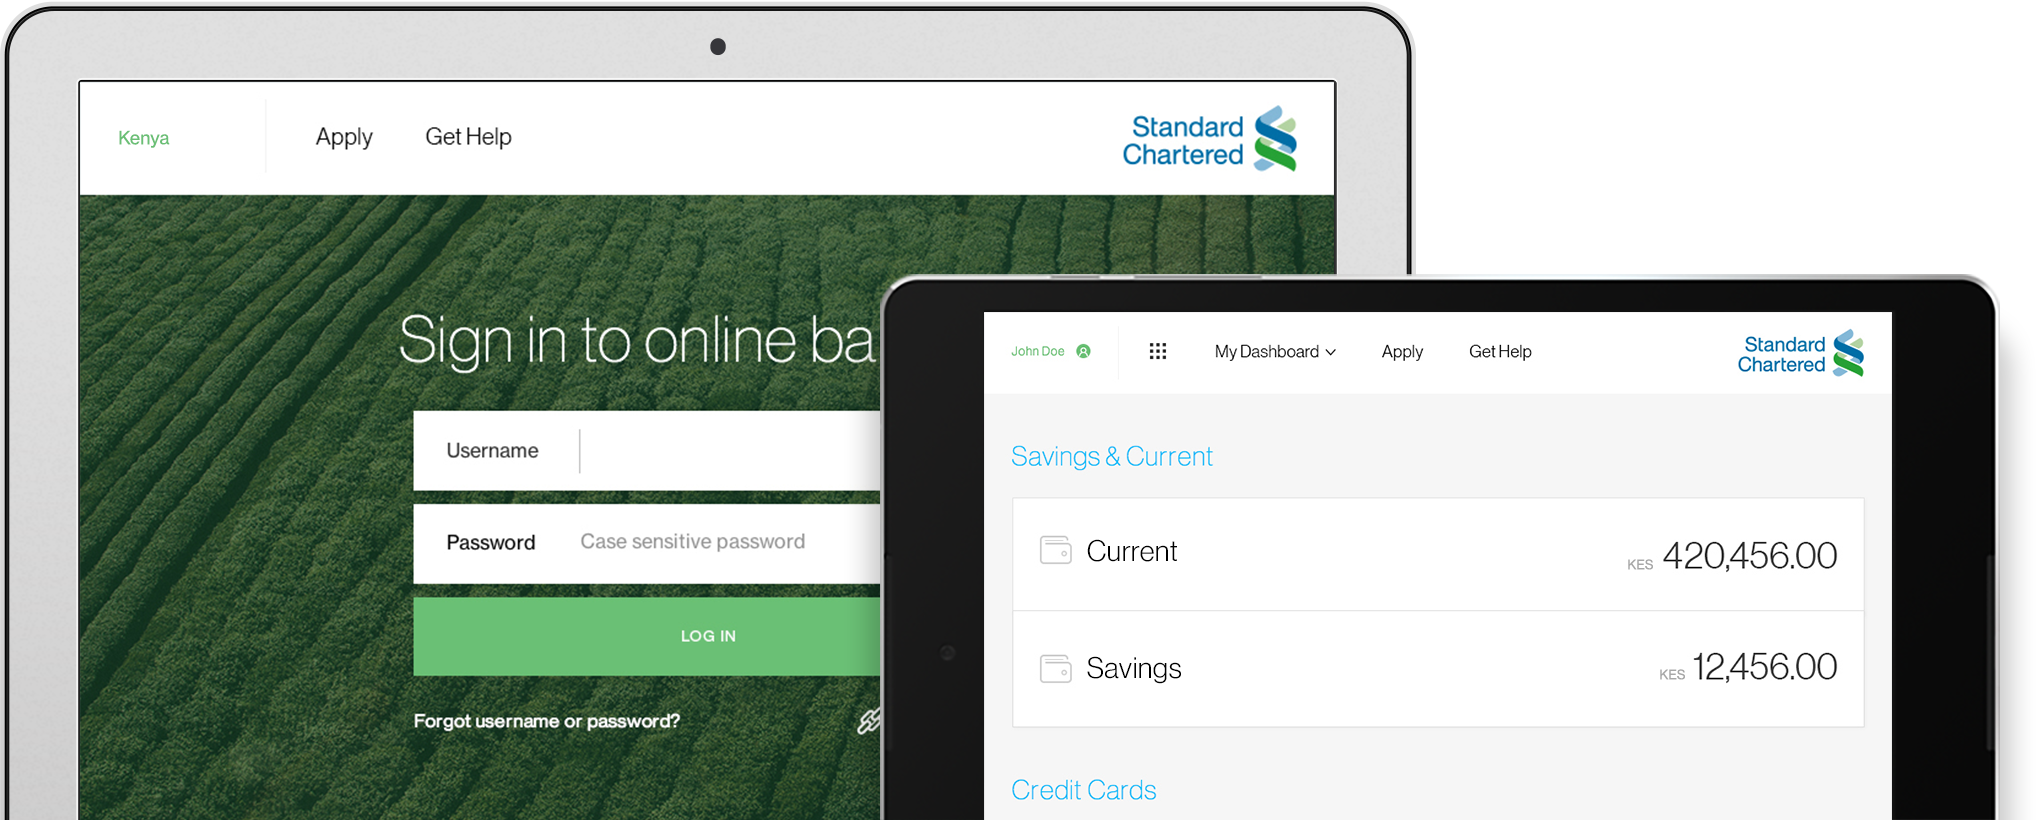 Kenya
Apply
Get Help
Standard
Chartered
Sign in to online
Username
Password
Case sensitive password
LOG IN
Forgot username or password?
John Doe
My Dashboard
Apply
Get Help
Standard
Chartered
Savings & Current
Current
KES 420,456.00
Savings
KES 12,456.00
Credit Cards